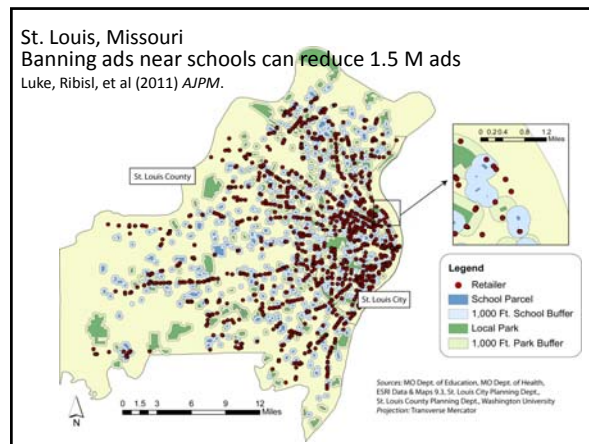 St. Louis, Missouri
Banning ads near schools can reduce 1.5 M ads
Luke, Ribisl, et al (2011) AJPM.
0 0.2 0.4 0.8 1.2
Miles
St. Louis County
St. Louis City
Legend
Retailer
School Parcel
1,000 Ft. School Buffer
Local Park
1,000 Ft. Park Buffer
Sources: MO Dept. of Education, MO Dept. of Health,
ESRI Data & Maps 9.3, St. Louis City Planning Dept.,
St. Louis County Planning Dept., Washington University
Projection: Transverse Mercator
N
0 1.5 3 6 9 12
Miles